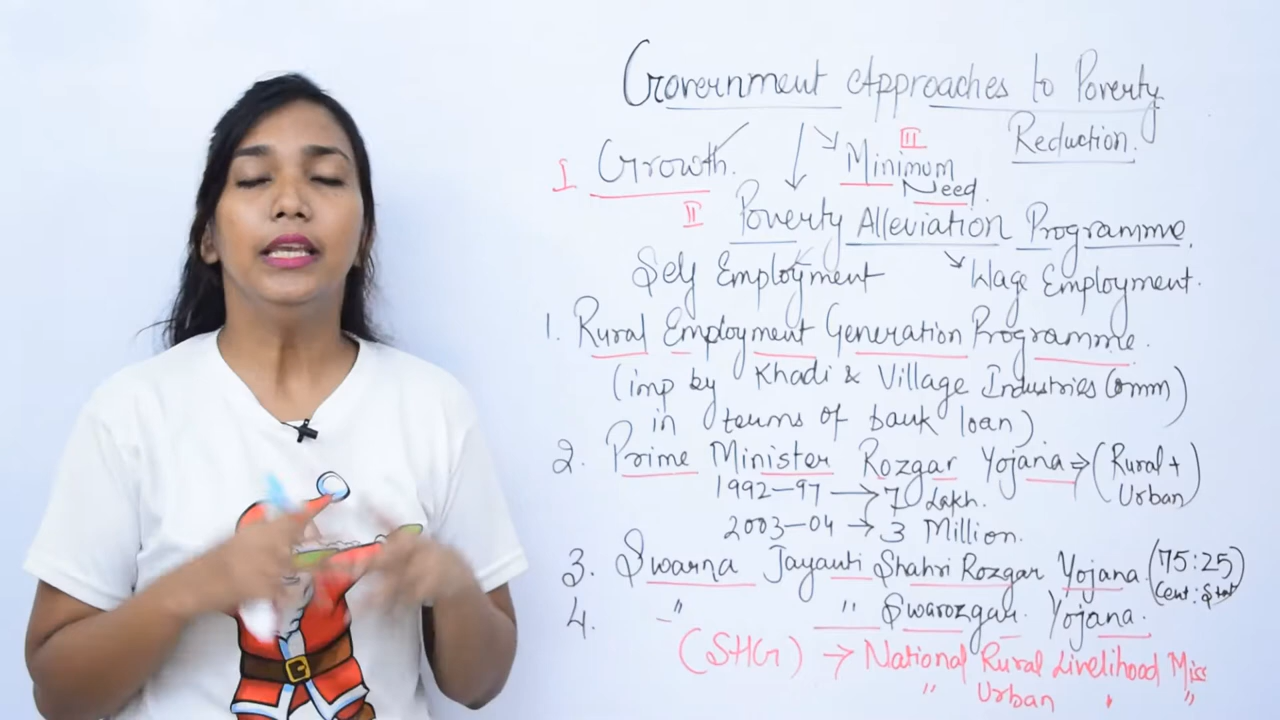 Government Approaches to Poverty
Reduction.
I Growth. III Minimum
Need.
II Poverty Alleviation Programme.
Self Employment Wage Employment.
1. Rural Employment Generation Programme.
(imp by Khadi & Village Industries Comm)
in terms of bank loan).
2. Prime Minister Rozgar Yojana → (Rural +
Urban)
1992-97 → 7 Lakh.
2003-04 → 3 Million.
3. Swarna Jayanti Shahri Rozgar Yojana. (75:25)
Cent: Stat
4. " " Swarozgar Yojana.
(SHG) → National Rural Livelihood Miss
" Urban " "